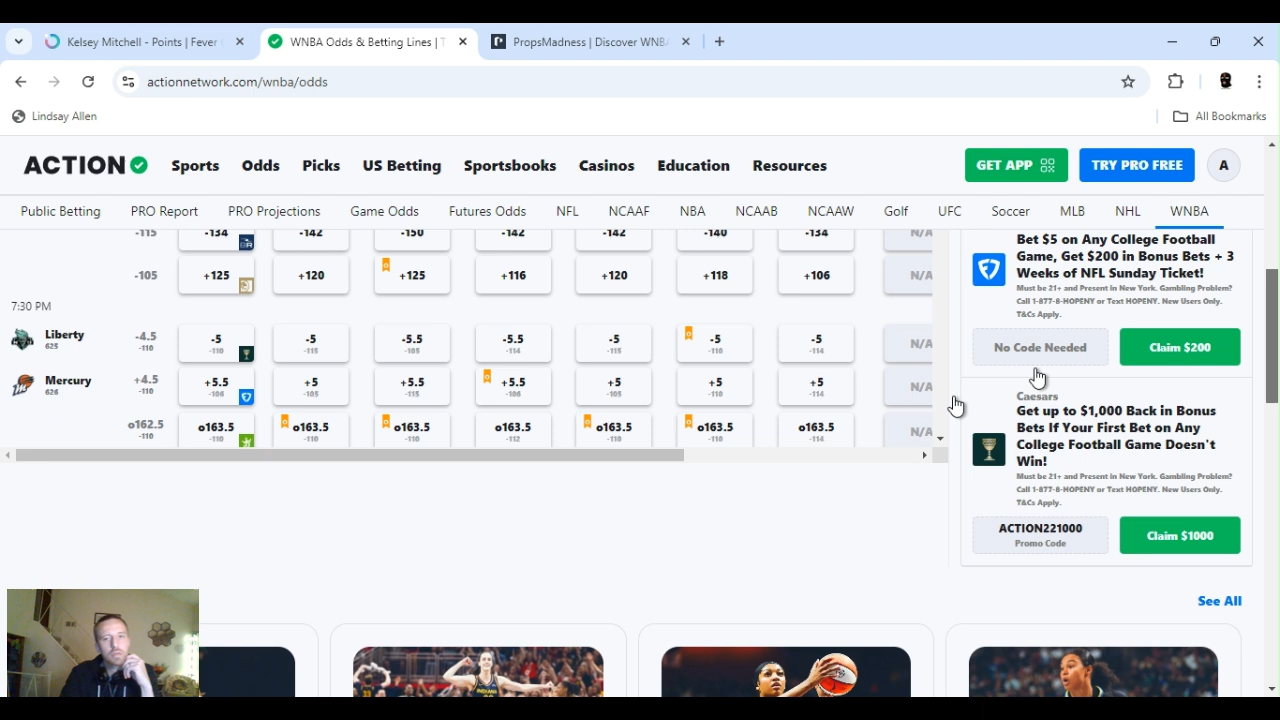 Kelsey Mitchell - Points | Fever
WNBA Odds & Betting Lines | T
PropsMadness | Discover WNB
actionnetwork.com/wnba/odds
Lindsay Allen
All Bookmarks
ACTION
Sports
Odds
Picks
US Betting
Sportsbooks
Casinos
Education
Resources
GET APP
TRY PRO FREE
A
Public Betting
PRO Report
PRO Projections
Game Odds
Futures Odds
NFL
NCAAF
NBA
NCAAB
NCAAW
Golf
UFC
Soccer
MLB
NHL
WNBA
-115 -134 -142 -150 -142 -142 -140 -134 N/A
-105 +125 +120 +125 +116 +120 +118 +106 N/A
7:30 PM
Liberty -4.5 -5 -5 -5.5 -5.5 -5 -5 -5 N/A
625 -110 -110 -115 -105 -114 -115 -110 -114
Mercury +4.5 +5.5 +5 +5.5 +5.5 +5 +5 +5 N/A
626 -110 -106 -110 -115 -106 -105 -110 -114
o162.5 o163.5 o163.5 o163.5 o163.5 o163.5 o163.5 o163.5 N/A
-110 -110 -110 -110 -112 -110 -110 -114
Bet $5 on Any College Football
Game, Get $200 in Bonus Bets + 3
Weeks of NFL Sunday Ticket!
Must be 21+ and Present in New York. Gambling Problem?
Call 1-877-8-HOPENY or Text HOPENY. New Users Only.
T&Cs Apply.
No Code Needed
Claim $200
Caesars
Get up to $1,000 Back in Bonus
Bets If Your First Bet on Any
College Football Game Doesn't
Win!
Must be 21+ and Present in New York. Gambling Problem?
Call 1-877-8-HOPENY or Text HOPENY. New Users Only.
T&Cs Apply.
ACTION221000
Promo Code
Claim $1000
See All
INDIANA